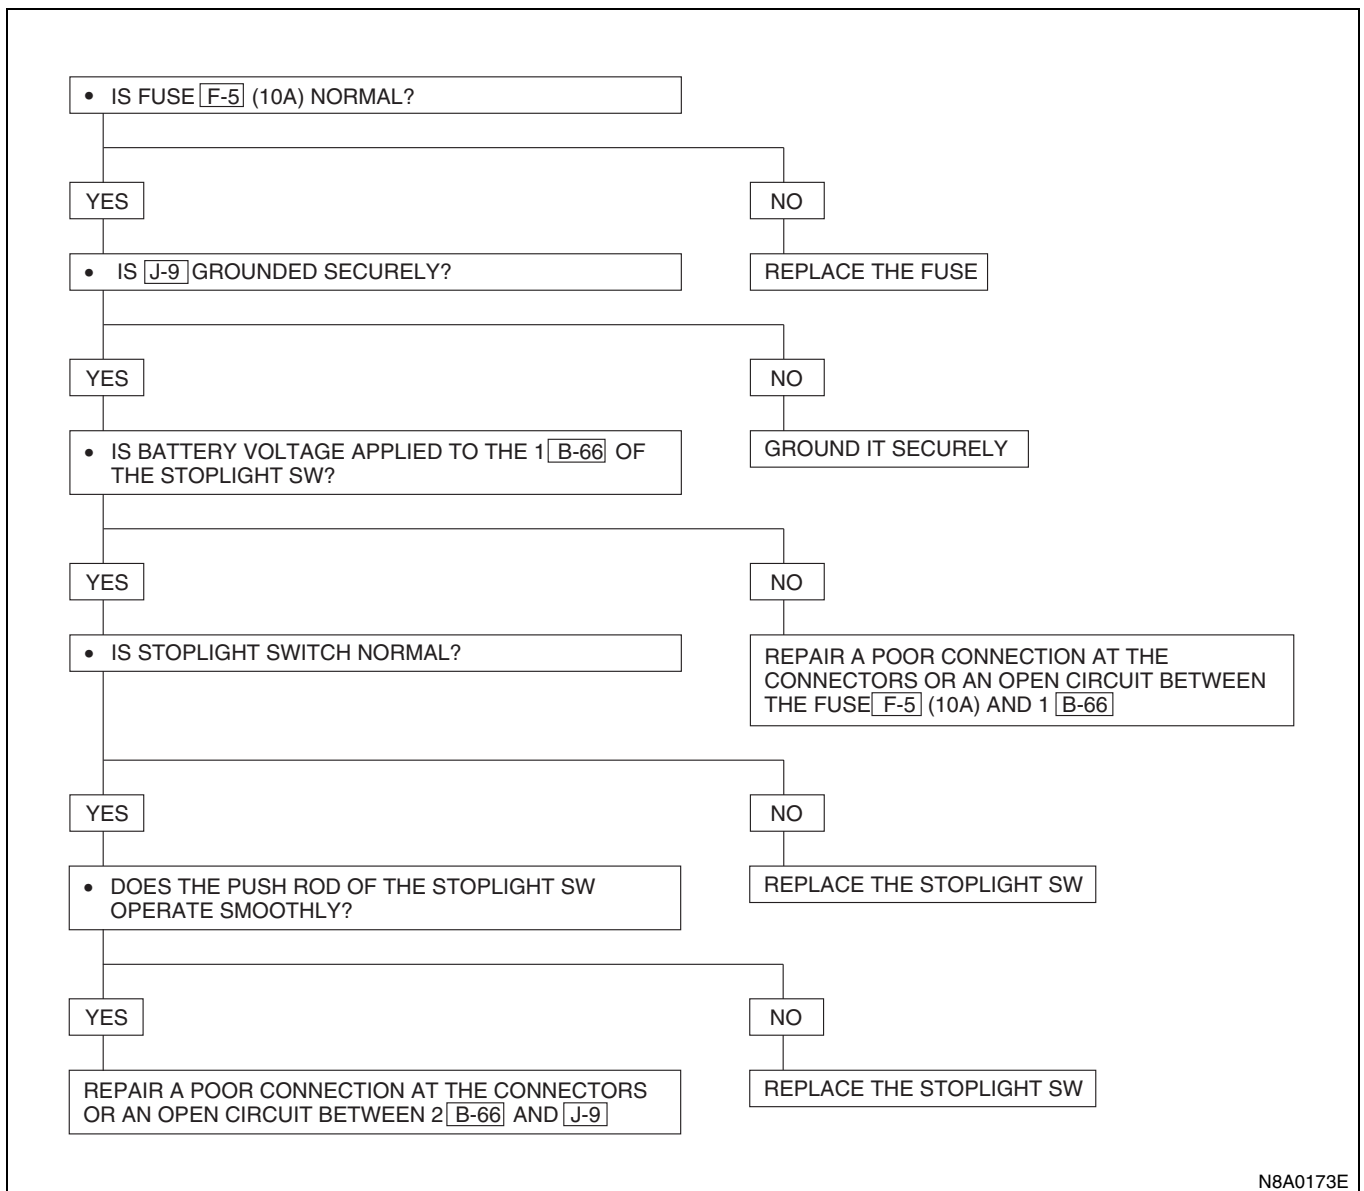 • IS FUSE F-5 (10A) NORMAL?
YES
NO
• IS J-9 GROUNDED SECURELY?
REPLACE THE FUSE
YES
NO
• IS BATTERY VOLTAGE APPLIED TO THE 1 B-66 OF
THE STOPLIGHT SW?
GROUND IT SECURELY
YES
NO
• IS STOPLIGHT SWITCH NORMAL?
REPAIR A POOR CONNECTION AT THE
CONNECTORS OR AN OPEN CIRCUIT BETWEEN
THE FUSE F-5 (10A) AND 1 B-66
YES
NO
• DOES THE PUSH ROD OF THE STOPLIGHT SW
OPERATE SMOOTHLY?
REPLACE THE STOPLIGHT SW
YES
NO
REPAIR A POOR CONNECTION AT THE CONNECTORS
OR AN OPEN CIRCUIT BETWEEN 2 B-66 AND J-9
REPLACE THE STOPLIGHT SW
N8A0173E